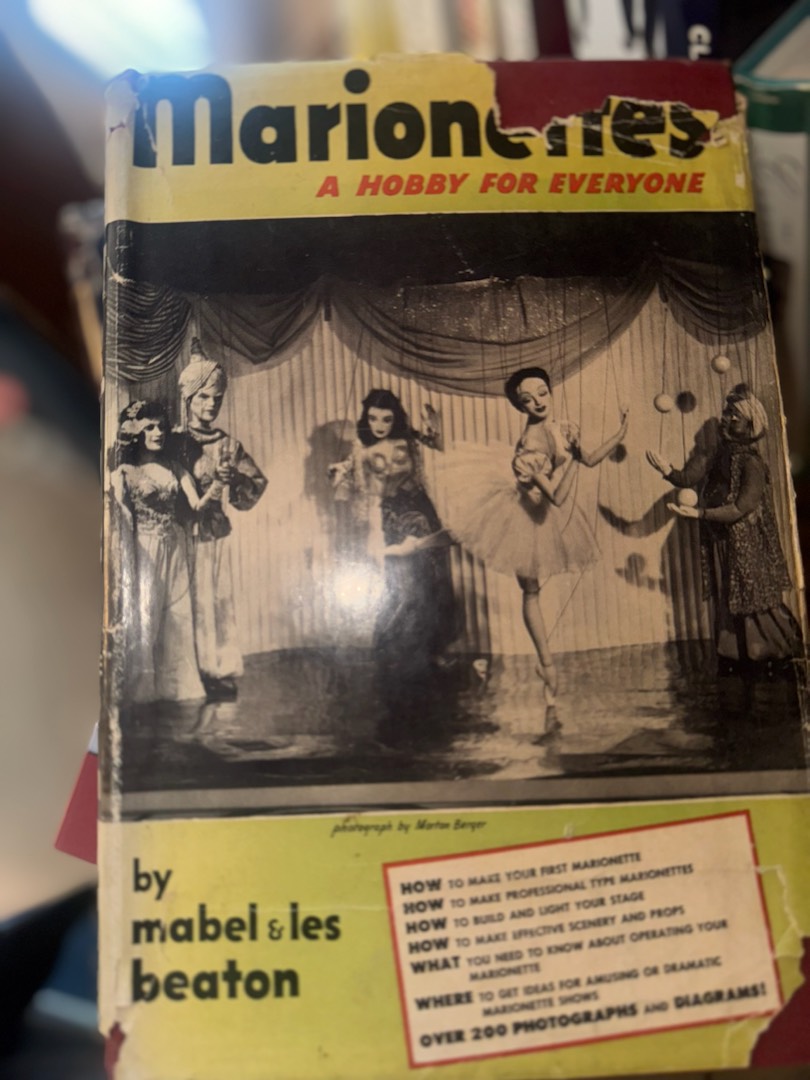 Marionettes
A HOBBY FOR EVERYONE
photograph by Morton Berger
by
mabel & les
beaton
HOW TO MAKE YOUR FIRST MARIONETTE
HOW TO MAKE PROFESSIONAL TYPE MARIONETTES
HOW TO BUILD AND LIGHT YOUR STAGE
HOW TO MAKE EFFECTIVE SCENERY AND PROPS
WHAT YOU NEED TO KNOW ABOUT OPERATING YOUR
MARIONETTE
WHERE TO GET IDEAS FOR AMUSING OR DRAMATIC
MARIONETTE SHOWS
OVER 200 PHOTOGRAPHS AND DIAGRAMS!